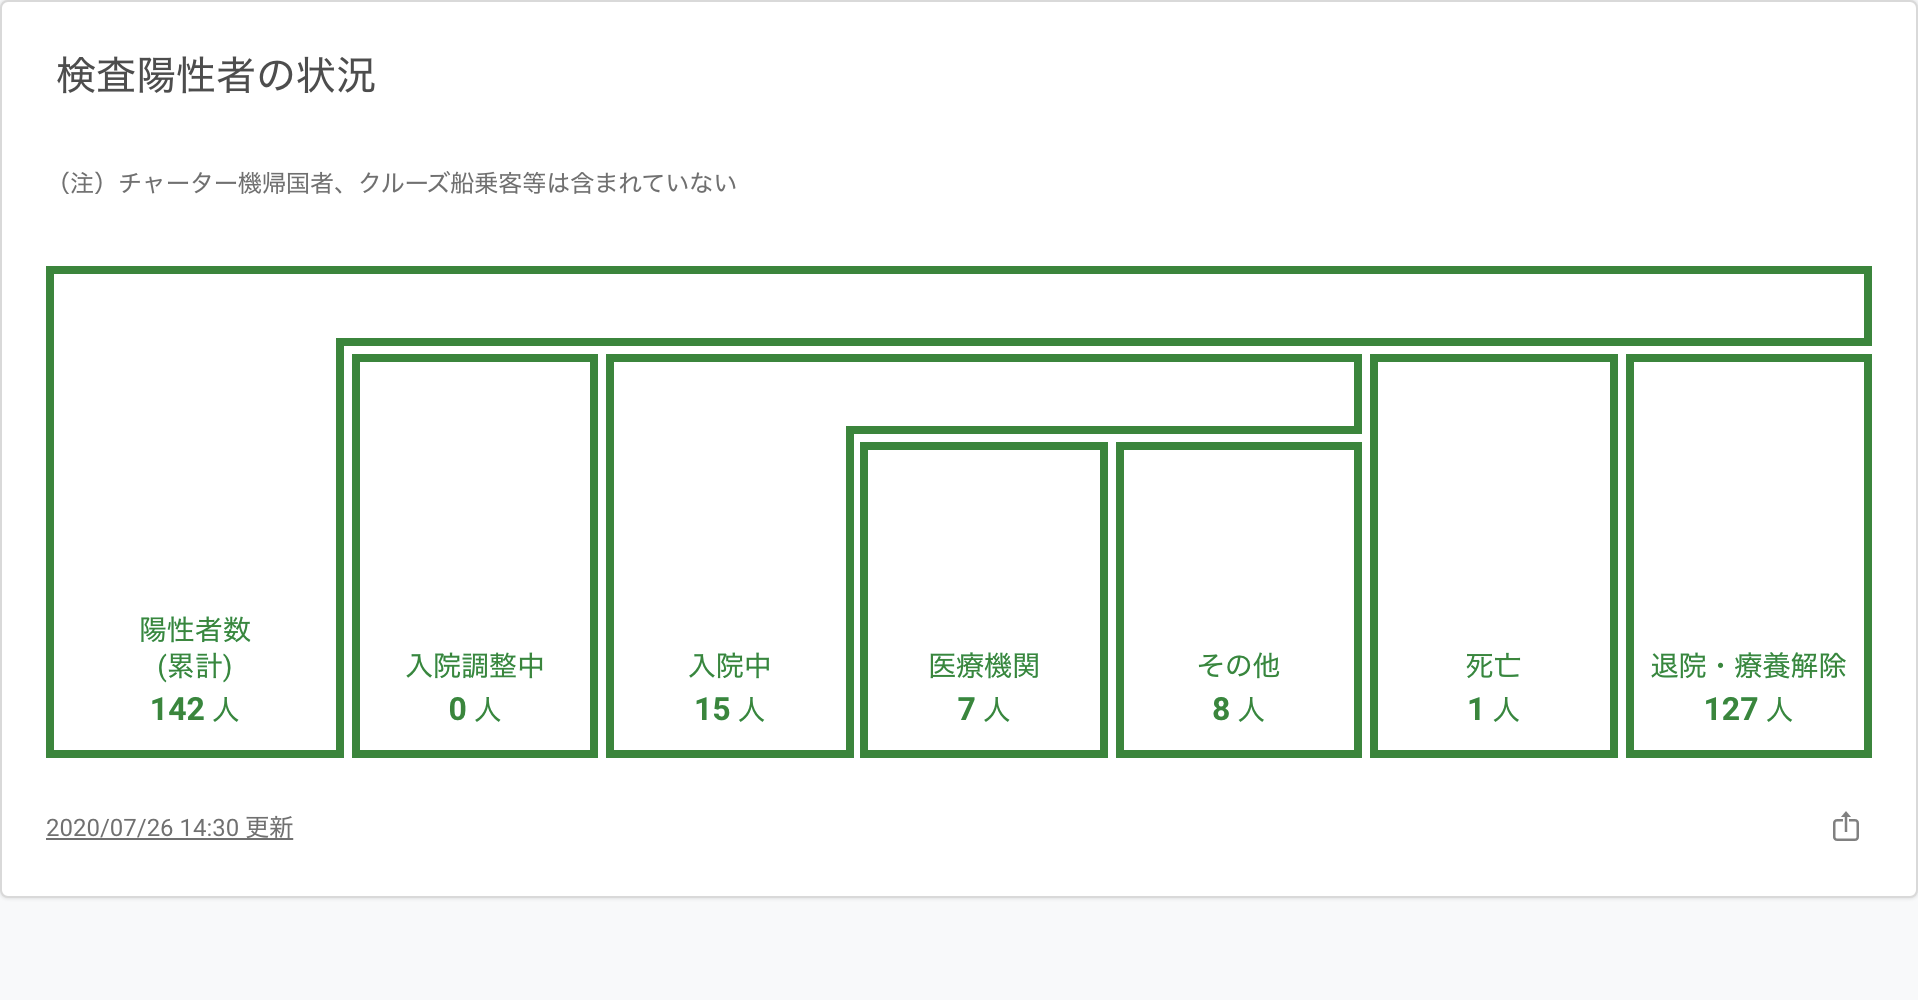 検査陽性者の状況
（注）チャーター機帰国者、クルーズ船乗客等は含まれていない
陽性者数
(累計)
142 人
入院調整中
0 人
入院中
15 人
医療機関
7 人
その他
8 人
死亡
1 人
退院・療養解除
127 人
2020/07/26 14:30 更新